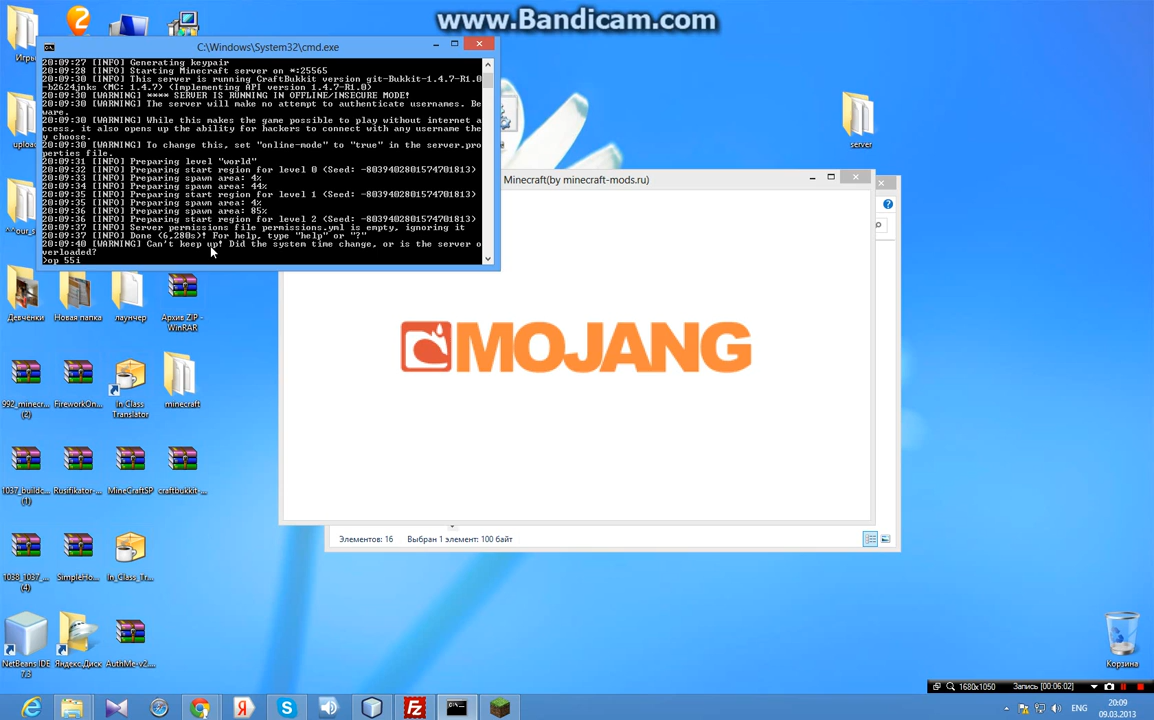 www.Bandicam.com
C:\Windows\System32\cmd.exe
20:09:27 [INFO] Generating keypair
20:09:28 [INFO] Starting Minecraft server on *:25565
20:09:30 [INFO] This server is running CraftBukkit version git-Bukkit-1.4.7-R1.0
-b2624jnks (MC: 1.4.7) (Implementing API version 1.4.7-R1.0)
20:09:30 [WARNING] **** SERVER IS RUNNING IN OFFLINE/INSECURE MODE!
20:09:30 [WARNING] The server will make no attempt to authenticate usernames. Be
ware.
20:09:30 [WARNING] While this makes the game possible to play without internet a
ccess, it also opens up the ability for hackers to connect with any username the
y choose.
20:09:30 [WARNING] To change this, set "online-mode" to "true" in the server.pro
perties file.
20:09:31 [INFO] Preparing level "world"
20:09:32 [INFO] Preparing start region for level 0 (Seed: -8039402801574701813)
20:09:33 [INFO] Preparing spawn area: 4%
20:09:34 [INFO] Preparing spawn area: 44%
20:09:35 [INFO] Preparing start region for level 1 (Seed: -8039402801574701813)
20:09:35 [INFO] Preparing spawn area: 4%
20:09:36 [INFO] Preparing spawn area: 85%
20:09:36 [INFO] Preparing start region for level 2 (Seed: -8039402801574701813)
20:09:37 [INFO] Server permissions file permissions.yml is empty, ignoring it
20:09:37 [INFO] Done (6,280s)! For help, type "help" or "?"
20:09:40 [WARNING] Can't keep up! Did the system time change, or is the server o
verloaded?
>op 55i
Minecraft(by minecraft-mods.ru)
MOJANG
Элементов: 16 Выбран 1 элемент: 100 байт
server
Девченки
Новая папка
лаунчер
Архив ZIP - WinRAR
992_minecr... (2)
FireworkOn...
In Class Translator
minecraft
1037_buildc... (1)
Rusifikator-...
MineCraftSP
craftbukkit-...
1038_1037_... (4)
SimpleHo...
In_Class_Tr...
NetBeans IDE 7.3
Яндекс.Диск
AuthMe-v2....
Корзина
1680x1050 Запись [00:06:02]
ENG
20:09
09.03.2013